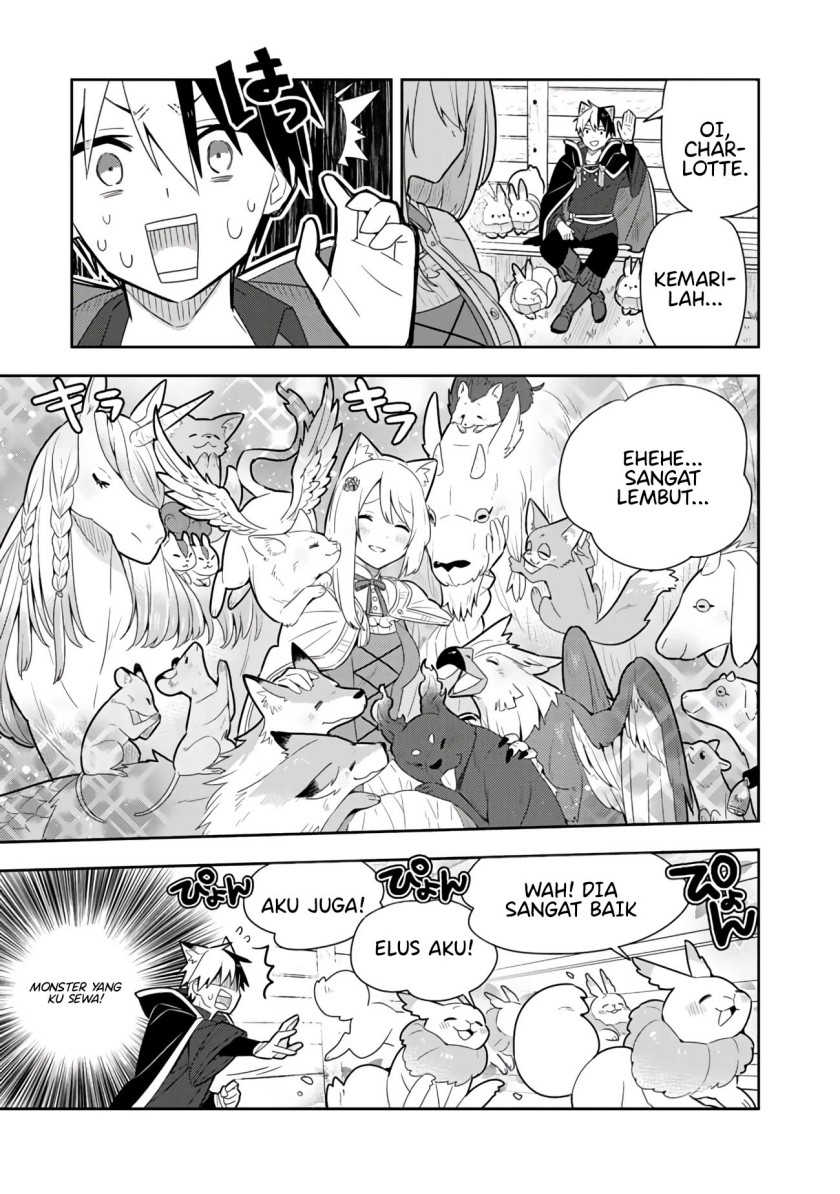 OI,
CHAR-
LOTTE.
KEMARI-
LAH...
はっ
キラ
キラ
EHEHE...
SANGAT
LEMBUT...
ぴょん
WAH! DIA
SANGAT BAIK
ぴょん
ELUS AKU!
AKU JUGA!
ぴょん
MONSTER YANG
KU SEWA!